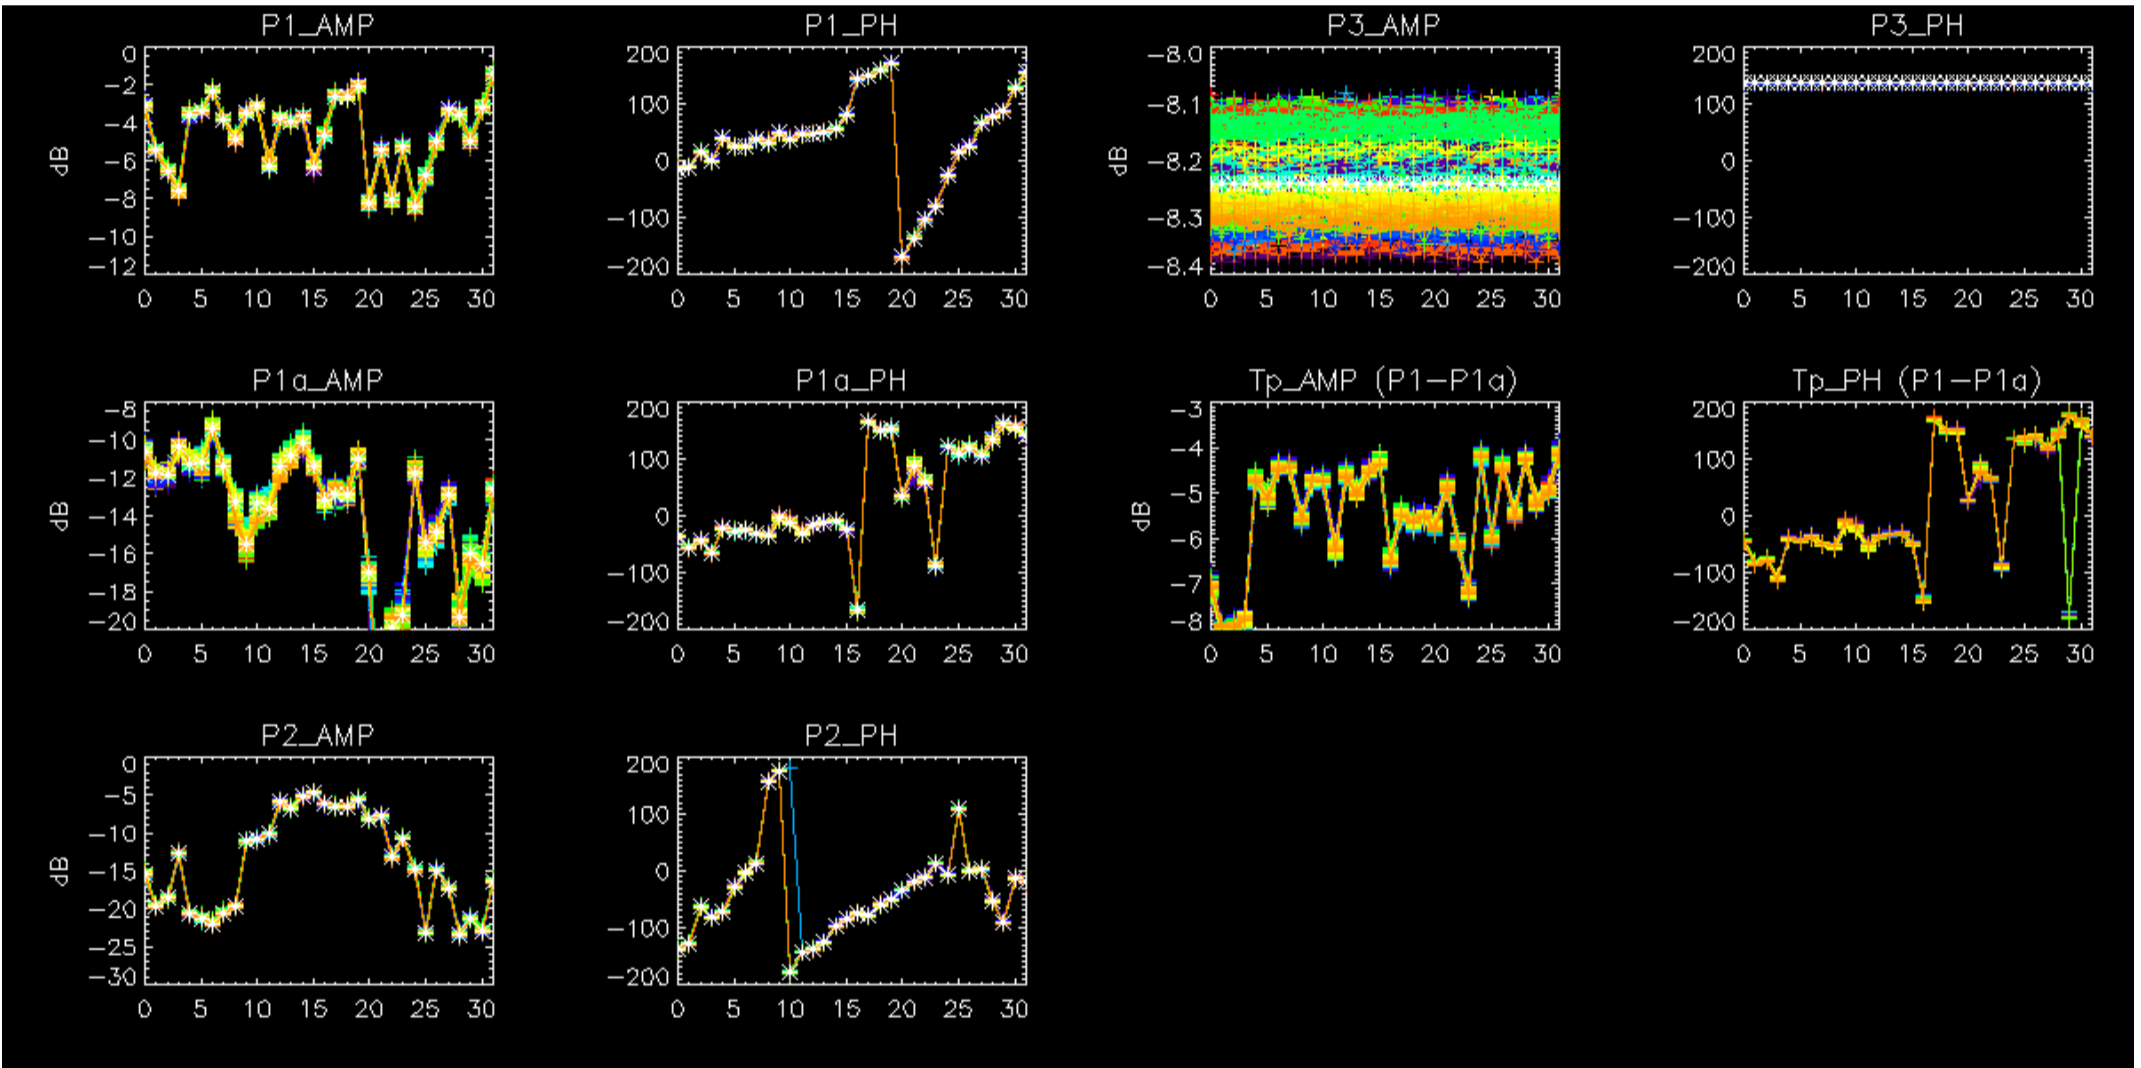 P1_AMP
0
−2
−4
−6
−8
−10
−12
dB
0 5 10 15 20 25 30
P1_PH
200
100
0
−100
−200
0 5 10 15 20 25 30
P3_AMP
−8.0
−8.1
−8.2
−8.3
−8.4
dB
0 5 10 15 20 25 30
P3_PH
200
100
0
−100
−200
0 5 10 15 20 25 30
P1a_AMP
−8
−10
−12
−14
−16
−18
−20
dB
0 5 10 15 20 25 30
P1a_PH
200
100
0
−100
−200
0 5 10 15 20 25 30
Tp_AMP (P1−P1a)
−3
−4
−5
−6
−7
−8
dB
0 5 10 15 20 25 30
Tp_PH (P1−P1a)
200
100
0
−100
−200
0 5 10 15 20 25 30
P2_AMP
0
−5
−10
−15
−20
−25
−30
dB
0 5 10 15 20 25 30
P2_PH
200
100
0
−100
−200
0 5 10 15 20 25 30